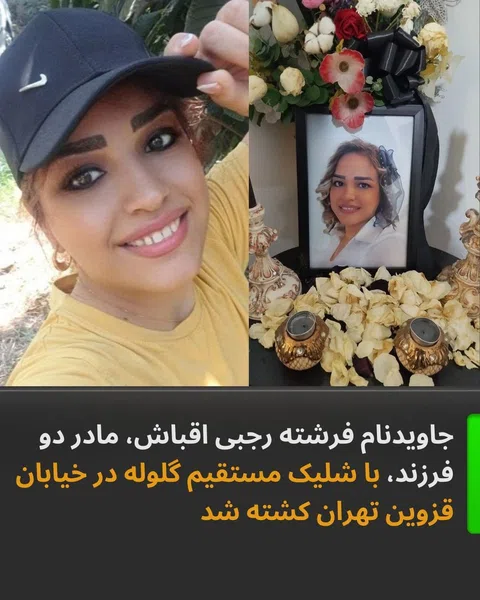 جاویدنام فرشته رجبی اقباش، مادر دو
فرزند، با شلیک مستقیم گلوله در خیابان
قزوین تهران کشته شد